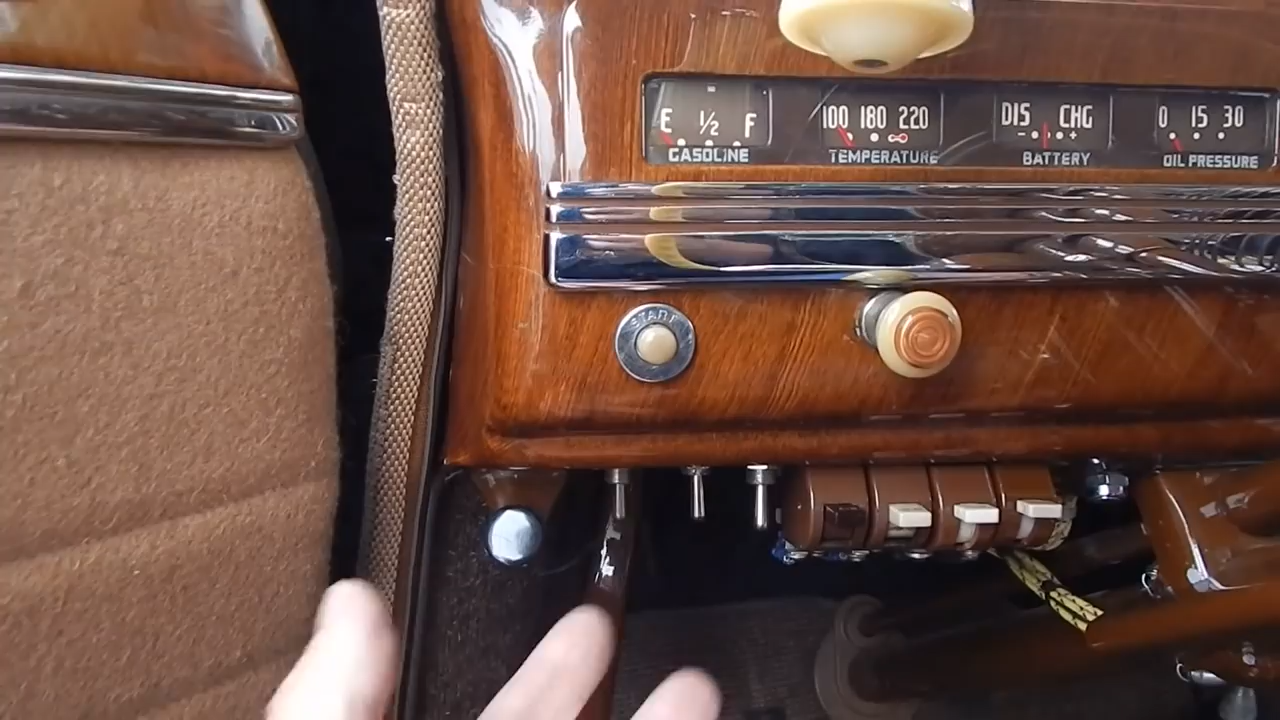 E ½ F
GASOLINE
100 180 220
TEMPERATURE
DIS CHG
- +
BATTERY
0 15 30
OIL PRESSURE
START